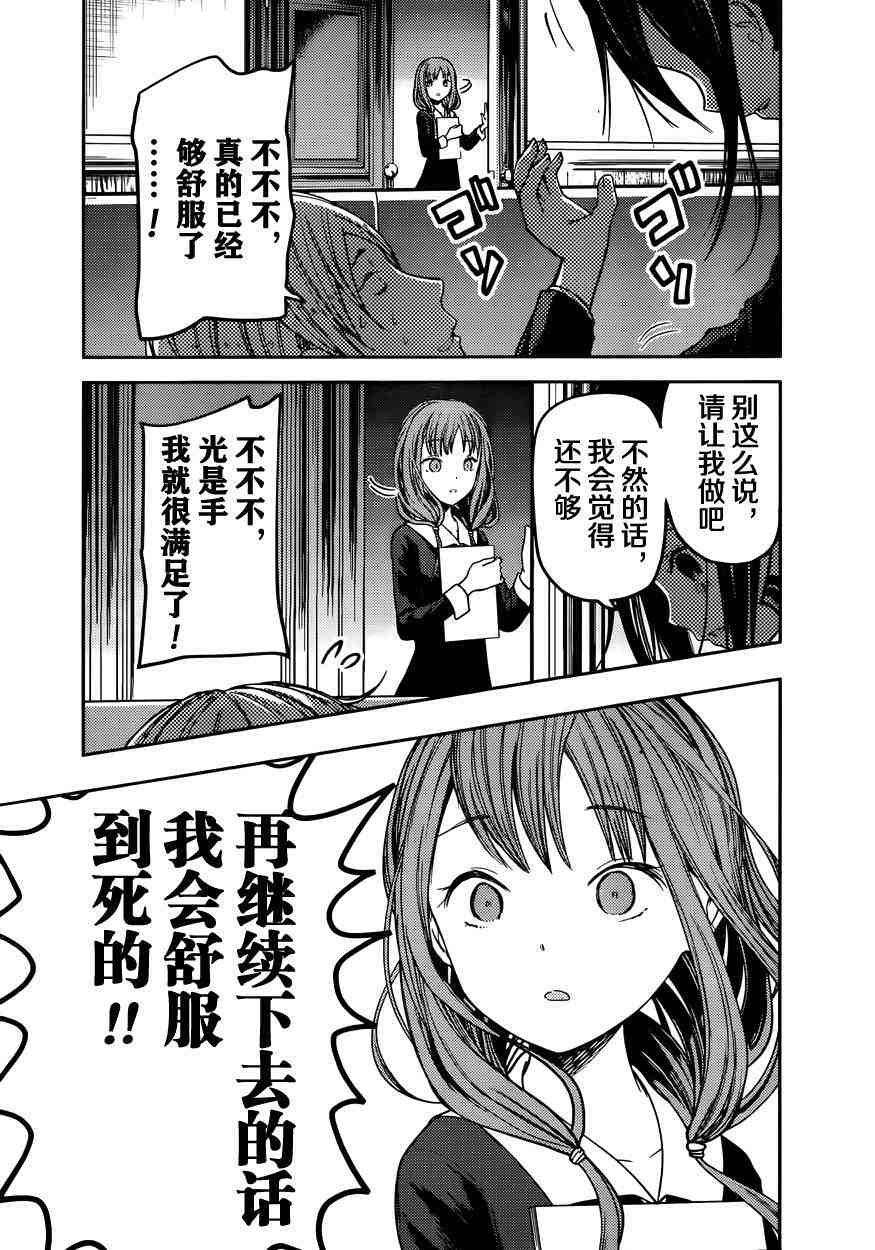 不不不，
真的已经
够舒服了
……！
ゴ
ゴ
ソ
ソ
别这么说，
请让我做吧
不然的话，
我会觉得
还不够
不不不，
光是手
我就很满足了！
再继续下去的话
我会舒服
到死的！！